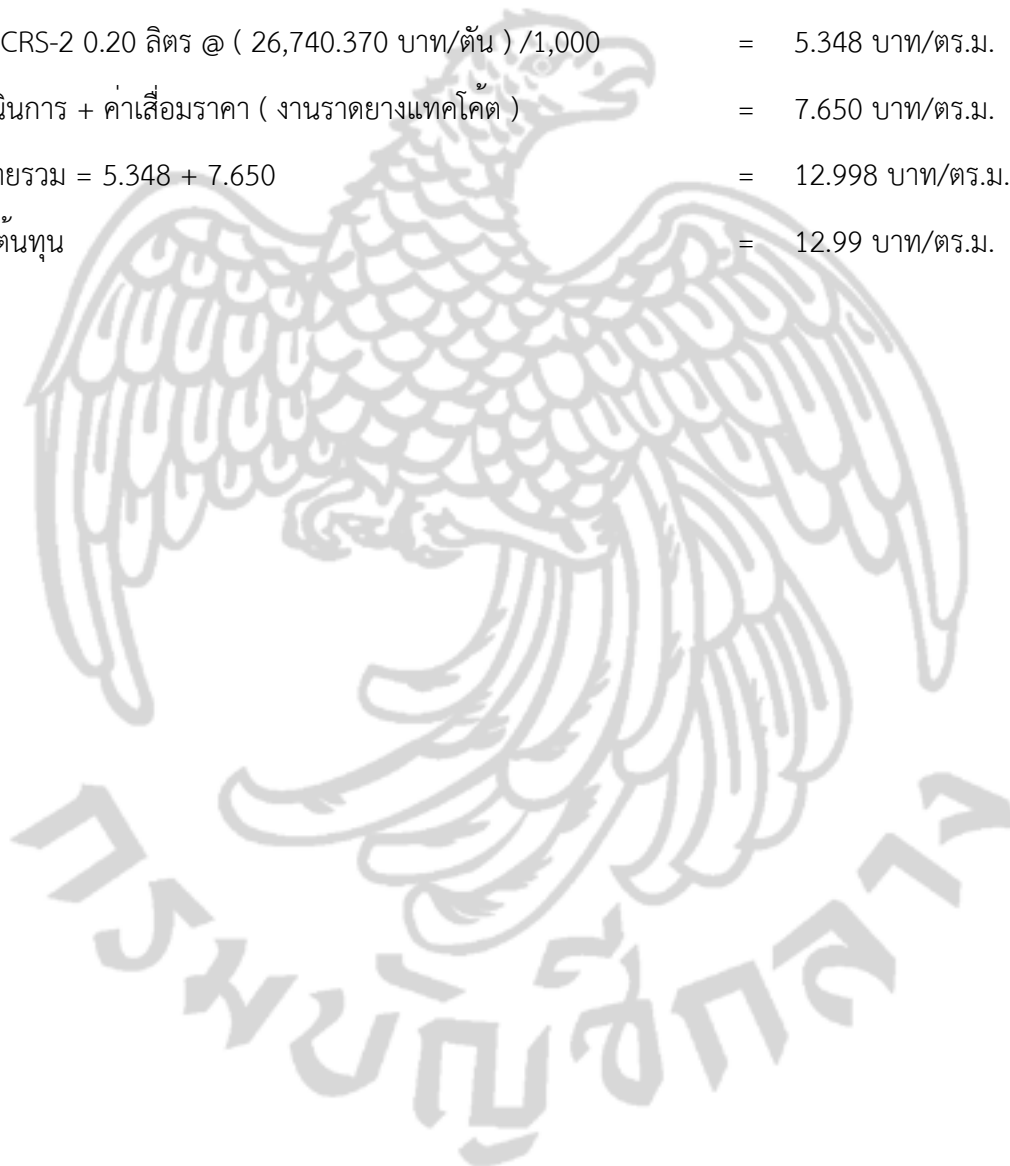 CRS-2 0.20 ลิตร @ ( 26,740.370 บาท/ตัน ) /1,000 = 5.348 บาท/ตร.ม.
นินการ + ค่าเสื่อมราคา ( งานราดยางแทคโค้ต ) = 7.650 บาท/ตร.ม.
ายรวม = 5.348 + 7.650 = 12.998 บาท/ตร.ม.
ต้นทุน = 12.99 บาท/ตร.ม.
กรมบัญชีกลาง